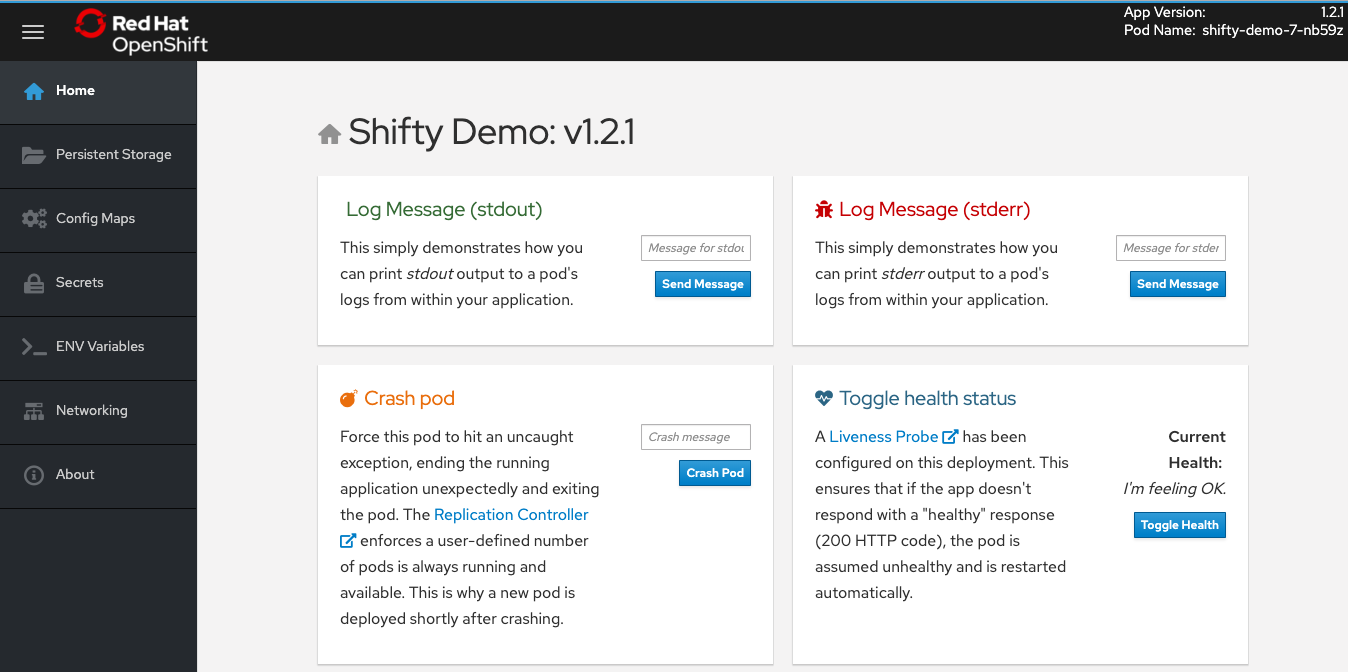 Red Hat
OpenShift
App Version: 1.2.1
Pod Name: shifty-demo-7-nb59z
Home
Persistent Storage
Config Maps
Secrets
ENV Variables
Networking
About
Shifty Demo: v1.2.1
Log Message (stdout)
This simply demonstrates how you
can print stdout output to a pod's
logs from within your application.
Message for stdou
Send Message
Log Message (stderr)
This simply demonstrates how you
can print stderr output to a pod's
logs from within your application.
Message for stder
Send Message
Crash pod
Force this pod to hit an uncaught
exception, ending the running
application unexpectedly and exiting
the pod. The Replication Controller
enforces a user-defined number
of pods is always running and
available. This is why a new pod is
deployed shortly after crashing.
Crash message
Crash Pod
Toggle health status
A Liveness Probe has been
configured on this deployment. This
ensures that if the app doesn't
respond with a "healthy" response
(200 HTTP code), the pod is
assumed unhealthy and is restarted
automatically.
Current
Health:
I'm feeling OK.
Toggle Health